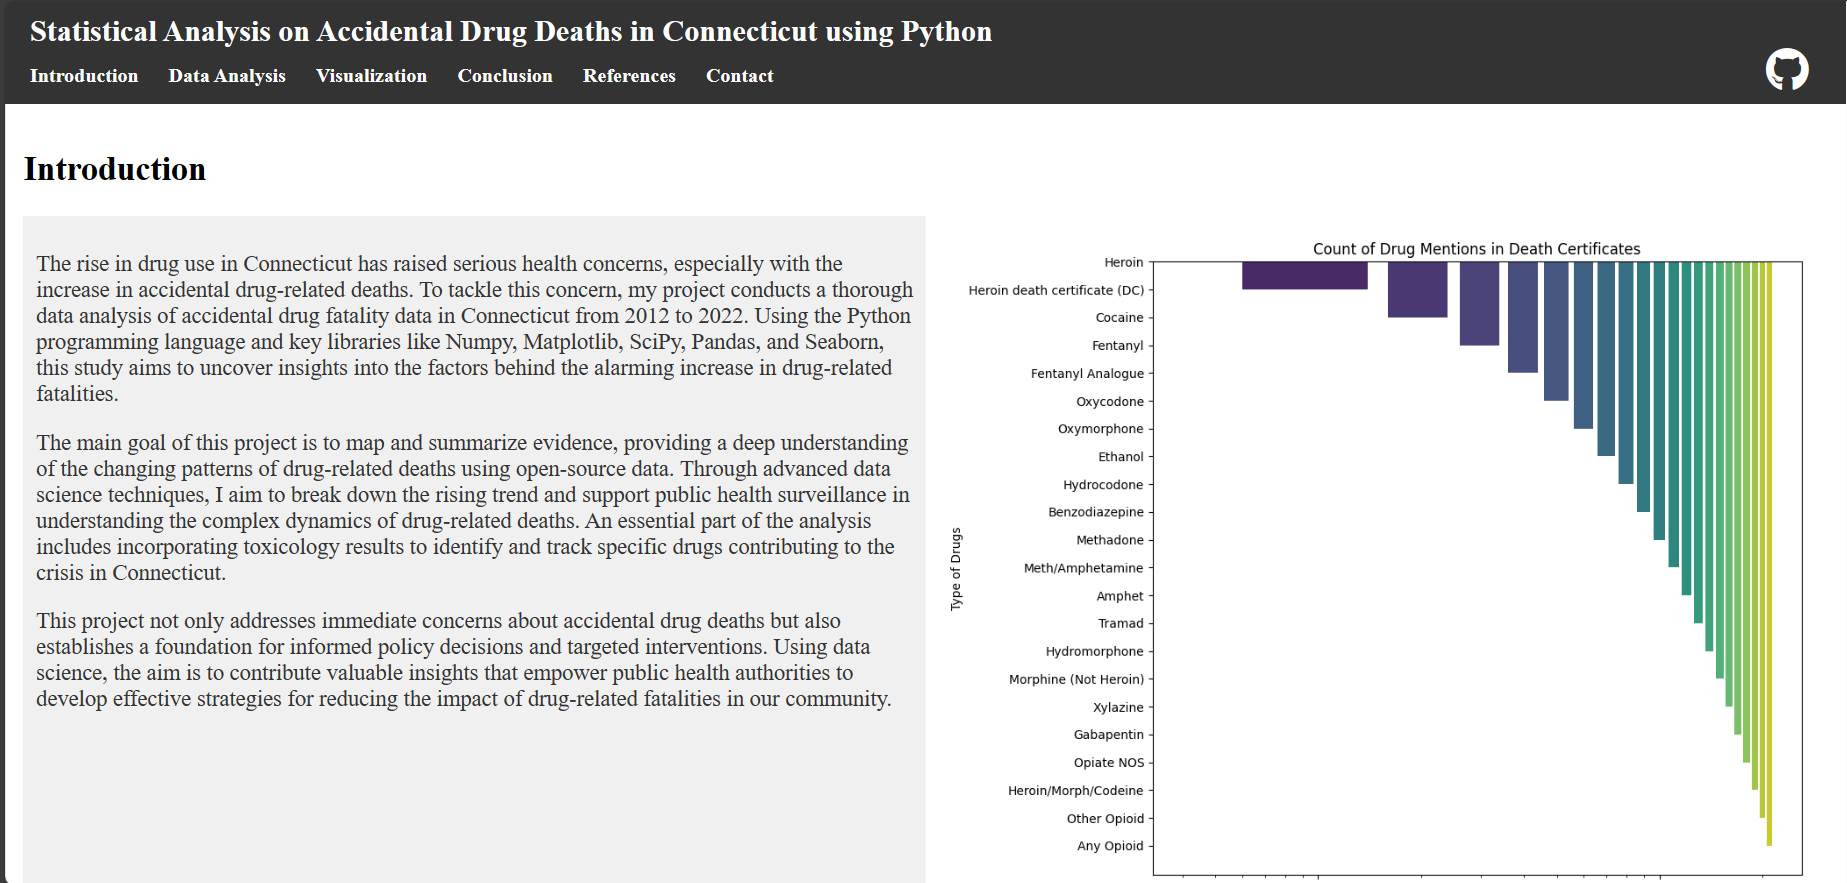 Statistical Analysis on Accidental Drug Deaths in Connecticut using Python
Introduction Data Analysis Visualization Conclusion References Contact
Introduction
The rise in drug use in Connecticut has raised serious health concerns, especially with the
increase in accidental drug-related deaths. To tackle this concern, my project conducts a thorough
data analysis of accidental drug fatality data in Connecticut from 2012 to 2022. Using the Python
programming language and key libraries like Numpy, Matplotlib, SciPy, Pandas, and Seaborn,
this study aims to uncover insights into the factors behind the alarming increase in drug-related
fatalities.
The main goal of this project is to map and summarize evidence, providing a deep understanding
of the changing patterns of drug-related deaths using open-source data. Through advanced data
science techniques, I aim to break down the rising trend and support public health surveillance in
understanding the complex dynamics of drug-related deaths. An essential part of the analysis
includes incorporating toxicology results to identify and track specific drugs contributing to the
crisis in Connecticut.
This project not only addresses immediate concerns about accidental drug deaths but also
establishes a foundation for informed policy decisions and targeted interventions. Using data
science, the aim is to contribute valuable insights that empower public health authorities to
develop effective strategies for reducing the impact of drug-related fatalities in our community.
Count of Drug Mentions in Death Certificates
Type of Drugs
Heroin
Heroin death certificate (DC)
Cocaine
Fentanyl
Fentanyl Analogue
Oxycodone
Oxymorphone
Ethanol
Hydrocodone
Benzodiazepine
Methadone
Meth/Amphetamine
Amphet
Tramad
Hydromorphone
Morphine (Not Heroin)
Xylazine
Gabapentin
Opiate NOS
Heroin/Morph/Codeine
Other Opioid
Any Opioid